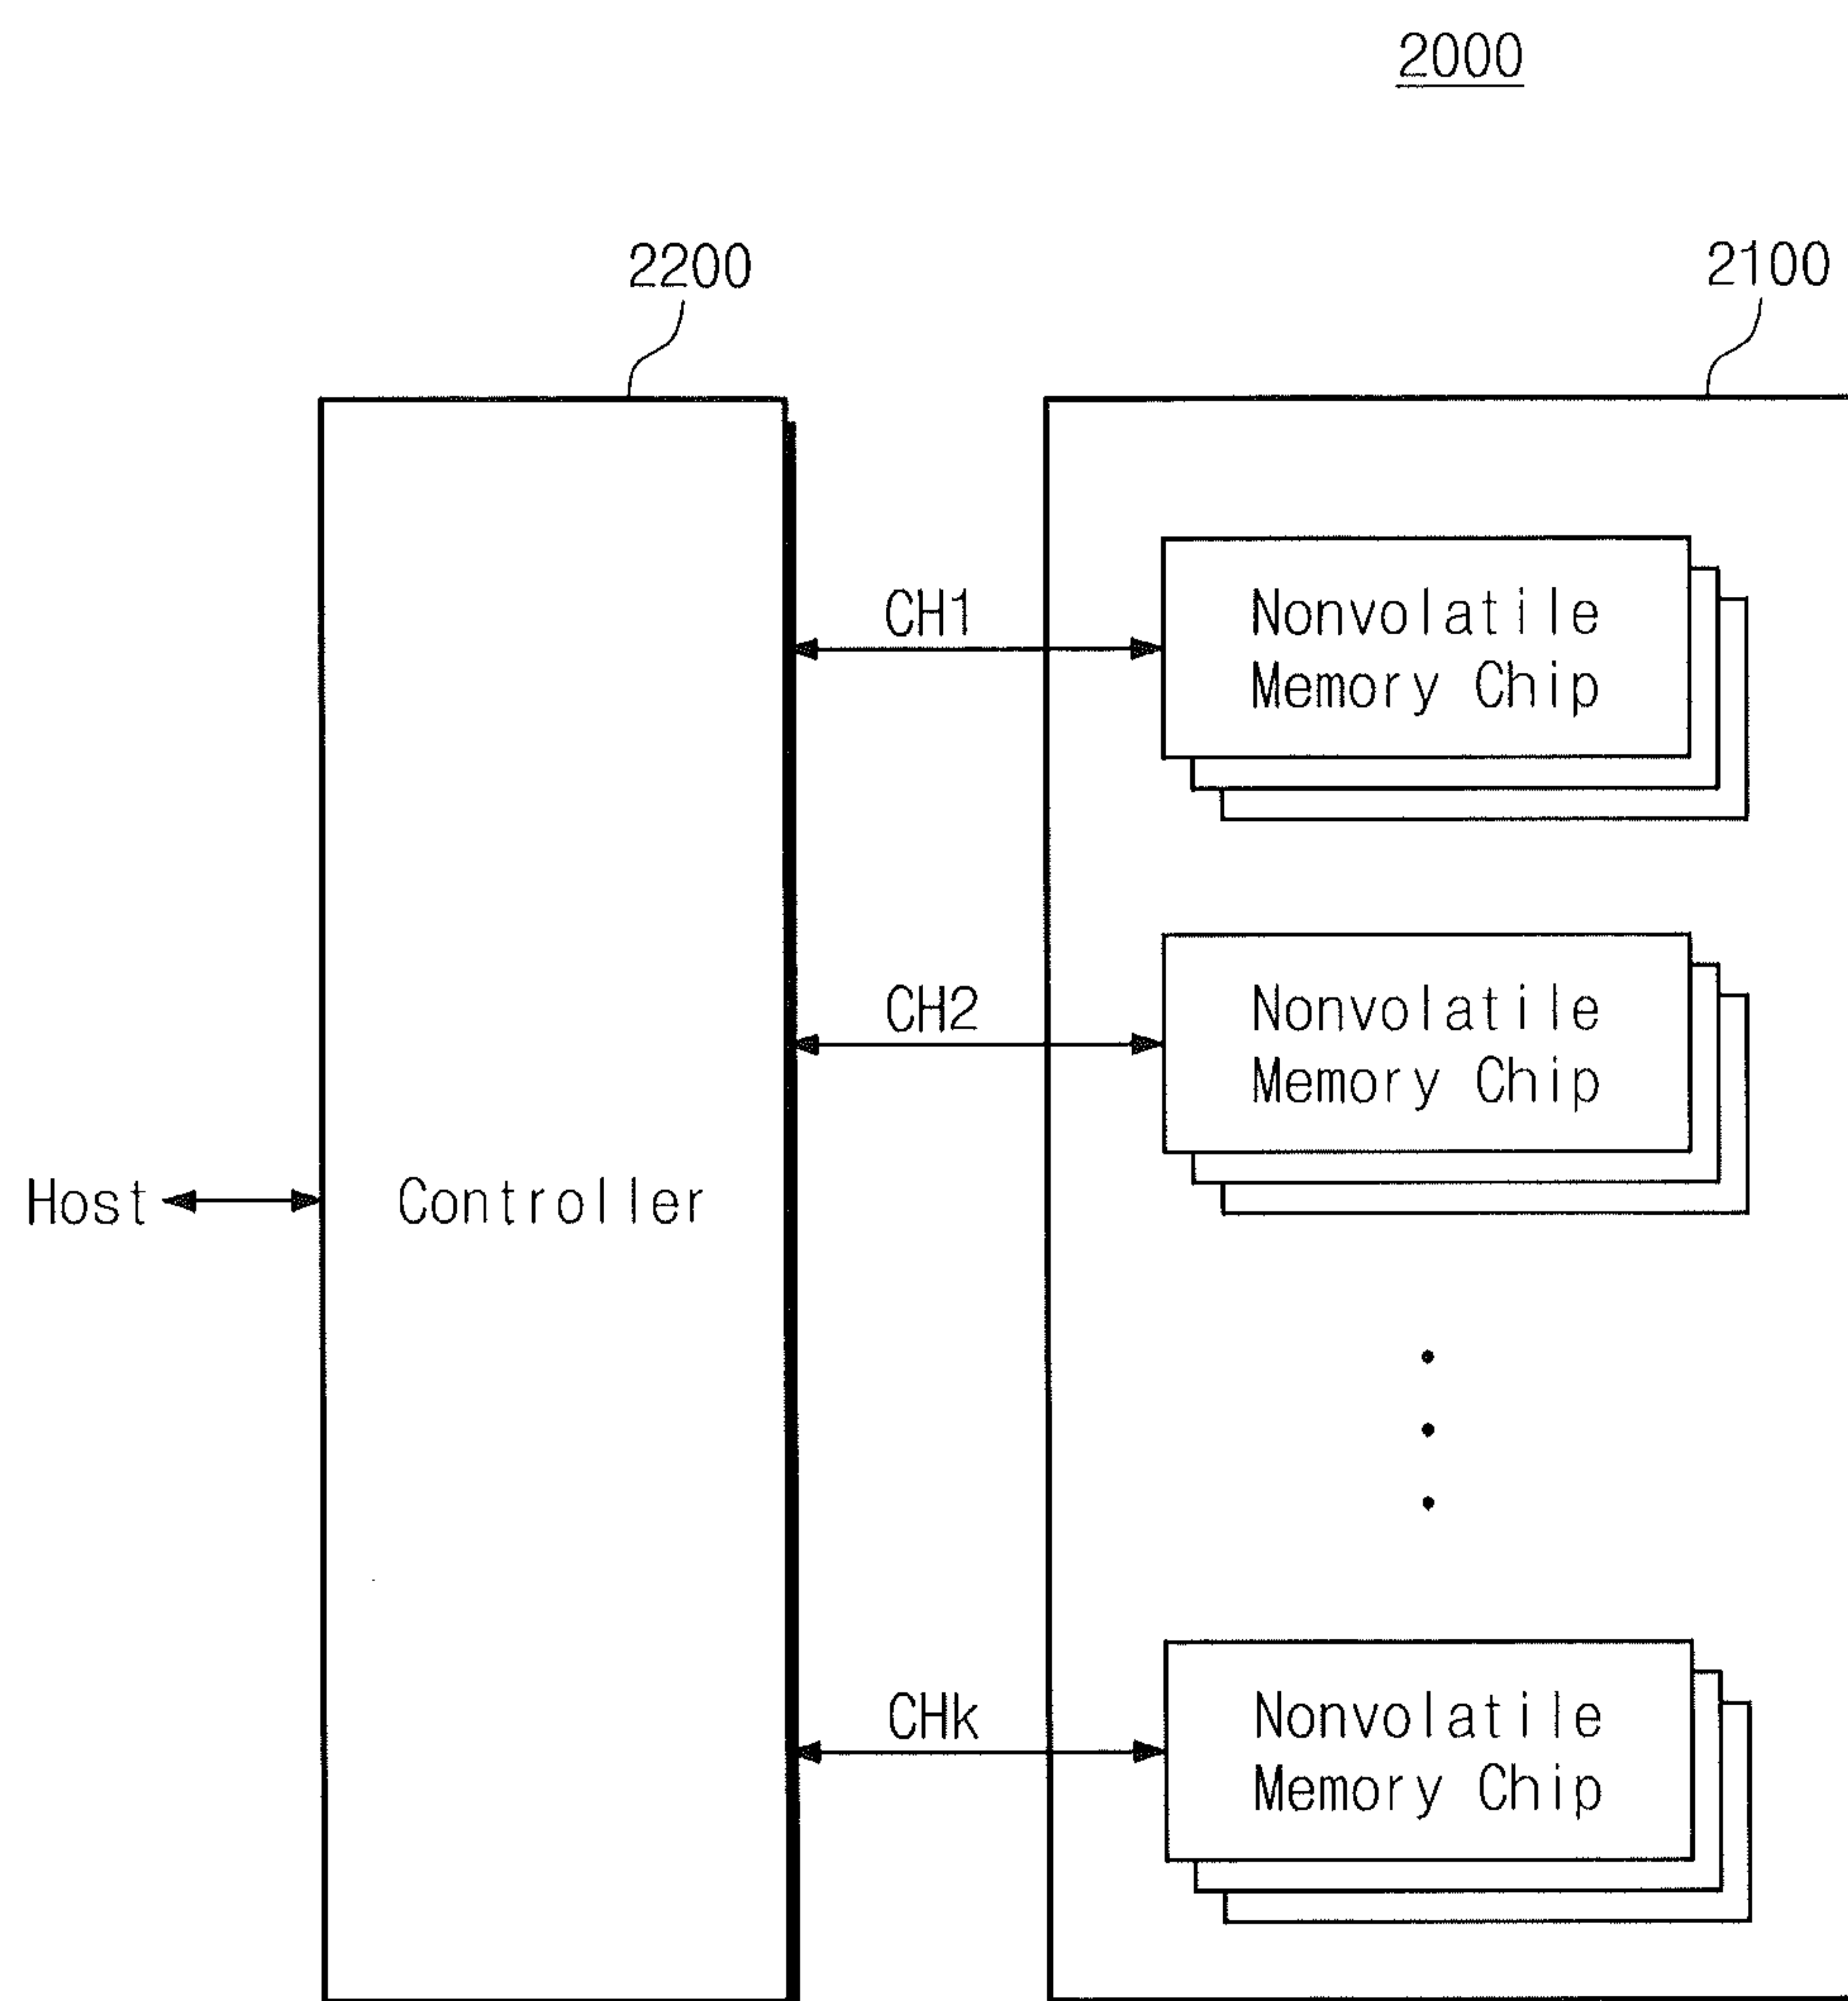 2000
2200
2100
CH1
Nonvolatile
Memory Chip
CH2
Nonvolatile
Memory Chip
Host
Controller
CHk
Nonvolatile
Memory Chip